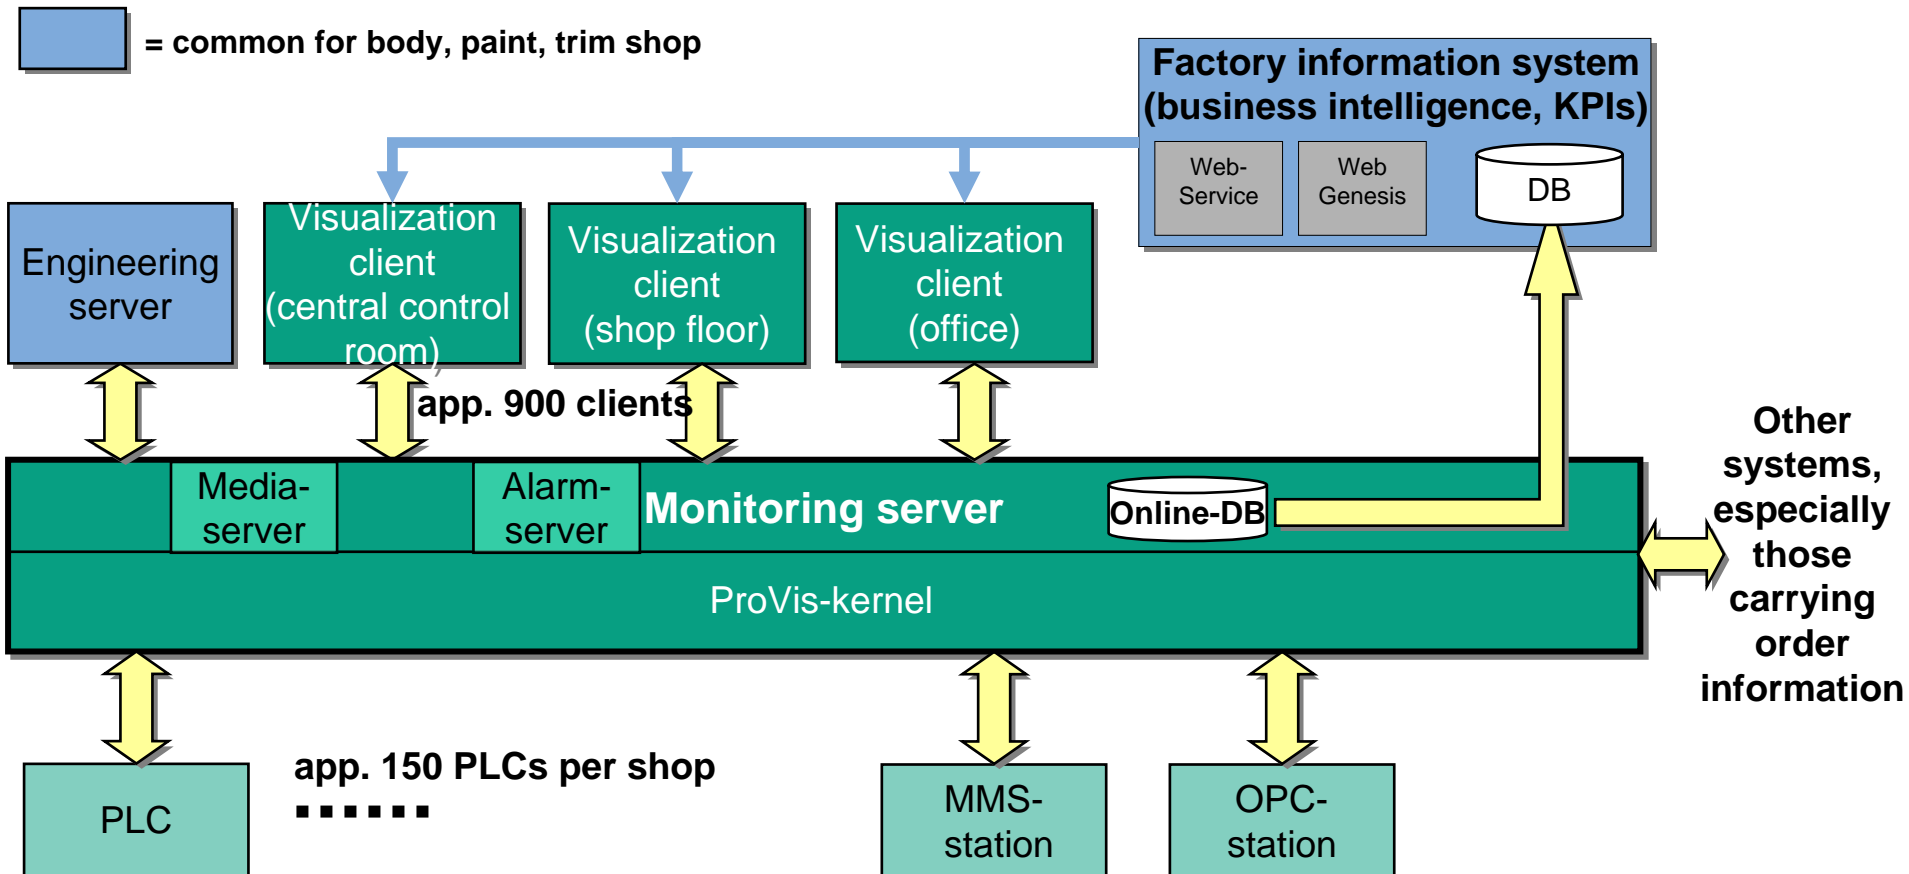 = common for body, paint, trim shop
Factory information system
(business intelligence, KPIs)
Web-
Service
Web
Genesis
DB
Engineering
server
Visualization
client
(central control
room)
Visualization
client
(shop floor)
Visualization
client
(office)
app. 900 clients
Media-
server
Alarm-
server
Monitoring server
Online-DB
ProVis-kernel
Other
systems,
especially
those
carrying
order
information
PLC
app. 150 PLCs per shop
MMS-
station
OPC-
station